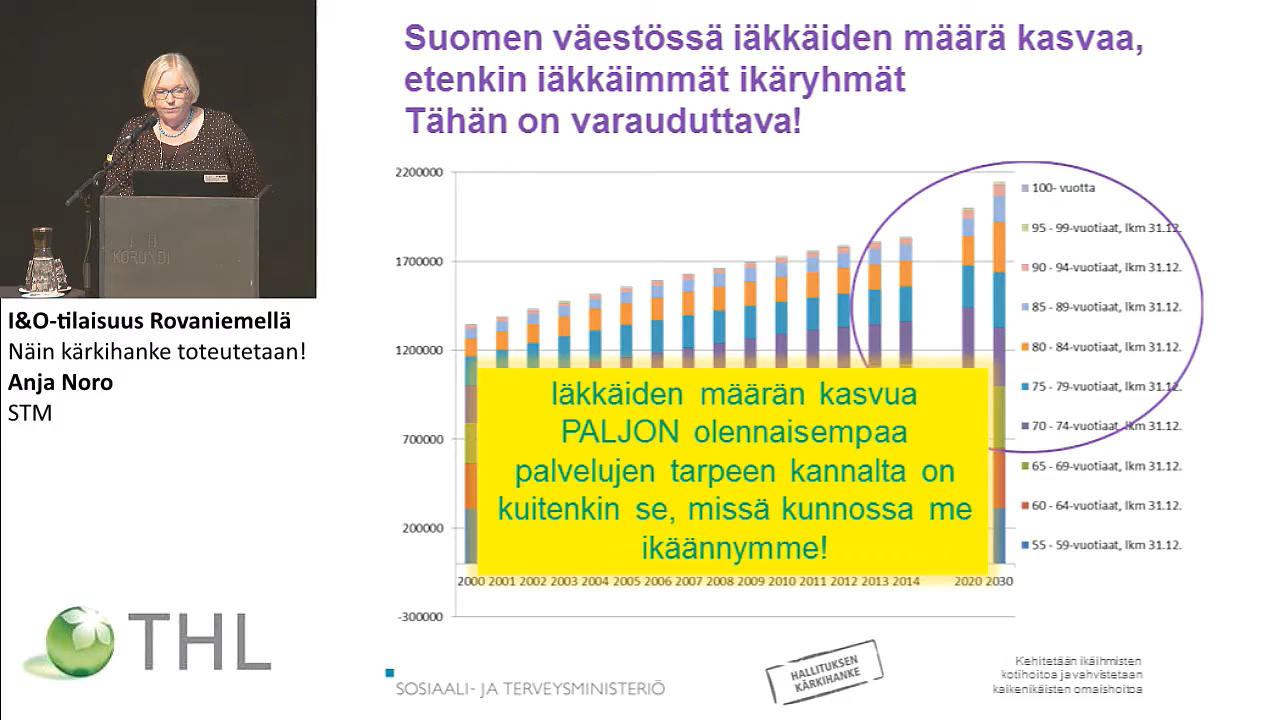 Suomen väestössä iäkkäiden määrä kasvaa,
etenkin iäkkäimmät ikäryhmät
Tähän on varauduttava!
KORUNDI
I&O-tilaisuus Rovaniemellä
Näin kärkihanke toteutetaan!
Anja Noro
STM
THL
2200000
1700000
1200000
700000
200000
-300000
100- vuotta
95 - 99-vuotiaat, lkm 31.12.
90 - 94-vuotiaat, lkm 31.12.
85 - 89-vuotiaat, lkm 31.12.
80 - 84-vuotiaat, lkm 31.12.
75 - 79-vuotiaat, lkm 31.12.
70 - 74-vuotiaat, lkm 31.12.
65 - 69-vuotiaat, lkm 31.12.
60 - 64-vuotiaat, lkm 31.12.
55 - 59-vuotiaat, lkm 31.12.
Iäkkäiden määrän kasvua
PALJON olennaisempaa
palvelujen tarpeen kannalta on
kuitenkin se, missä kunnossa me
ikäännymme!
2000 2001 2002 2003 2004 2005 2006 2007 2008 2009 2010 2011 2012 2013 2014 2020 2030
SOSIAALI- JA TERVEYSMINISTERIÖ
HALLITUKSEN
KÄRKIHANKE
Kehitetään ikäihmisten
kotihoitoa ja vahvistetaan
kaikenikäisten omaishoitoa